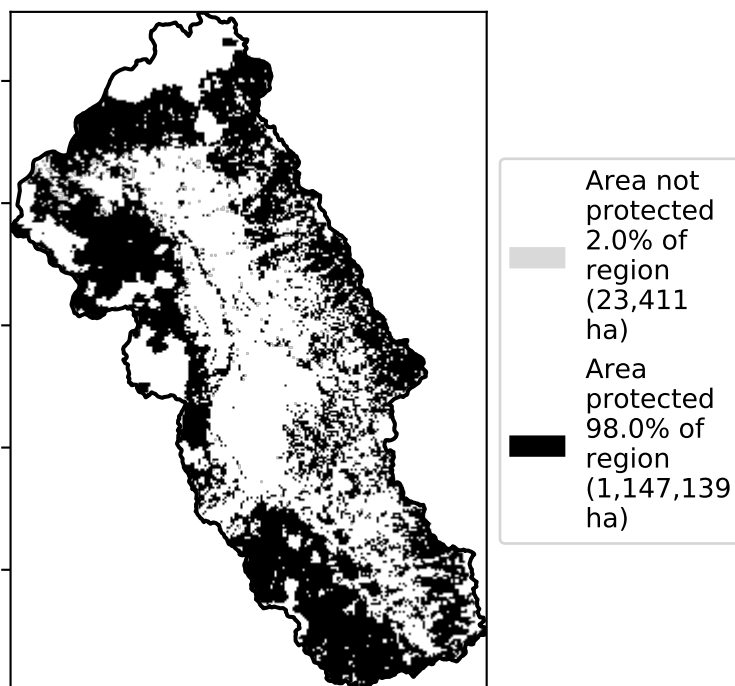 Area not
protected
2.0% of
region
(23,411
ha)
Area
protected
98.0% of
region
(1,147,139
ha)